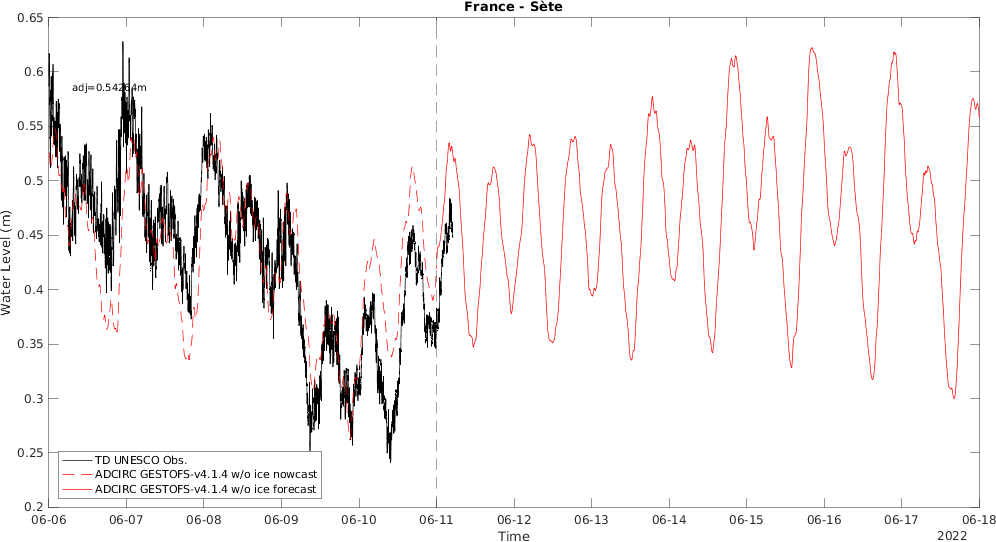 France - Sète
0.65
0.6
0.55
0.5
0.45
0.4
0.35
0.3
0.25
0.2
Water Level (m)
adj=0.54264m
TD UNESCO Obs.
ADCIRC GESTOFS-v4.1.4 w/o ice nowcast
ADCIRC GESTOFS-v4.1.4 w/o ice forecast
06-06 06-07 06-08 06-09 06-10 06-11 06-12 06-13 06-14 06-15 06-16 06-17 06-18
Time
2022